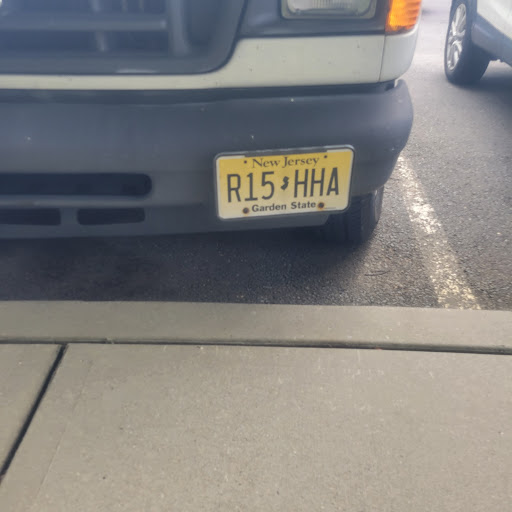 New Jersey
R15 HHA
Garden State